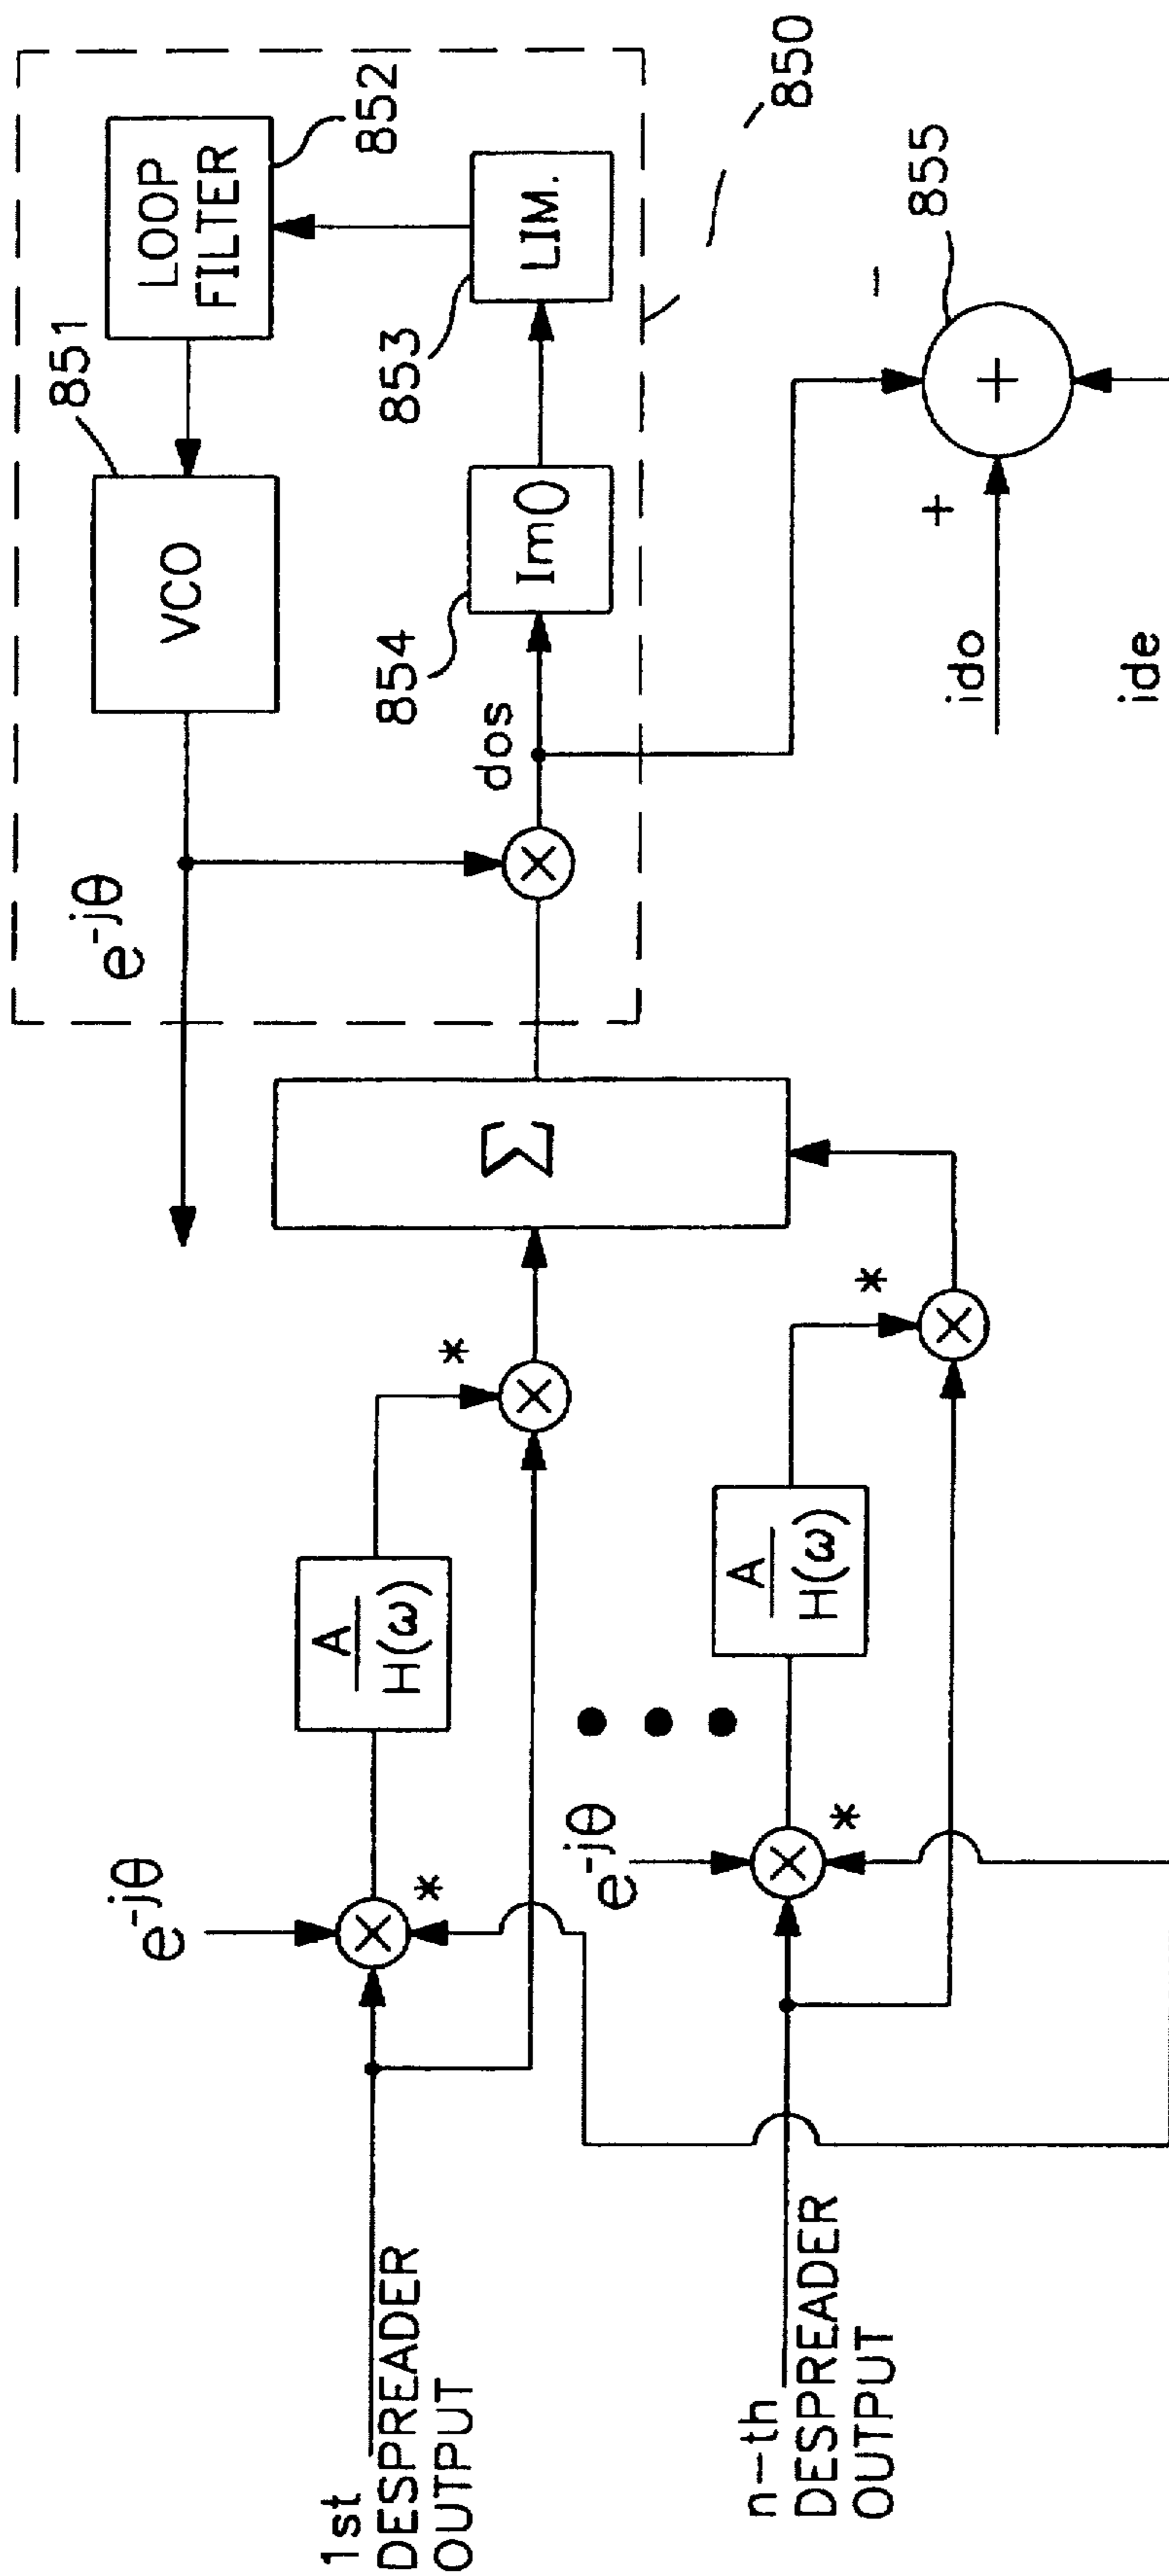 1st
DESPREADER
OUTPUT
n-th
DESPREADER
OUTPUT
e^-jθ
*
A
H(ω)
*
e^-jθ
*
A
H(ω)
*
Σ
e^-jθ
VCO
851
LOOP
FILTER
852
LIM.
853
Im()
854
dos
850
855
+
+
-
ido
ide